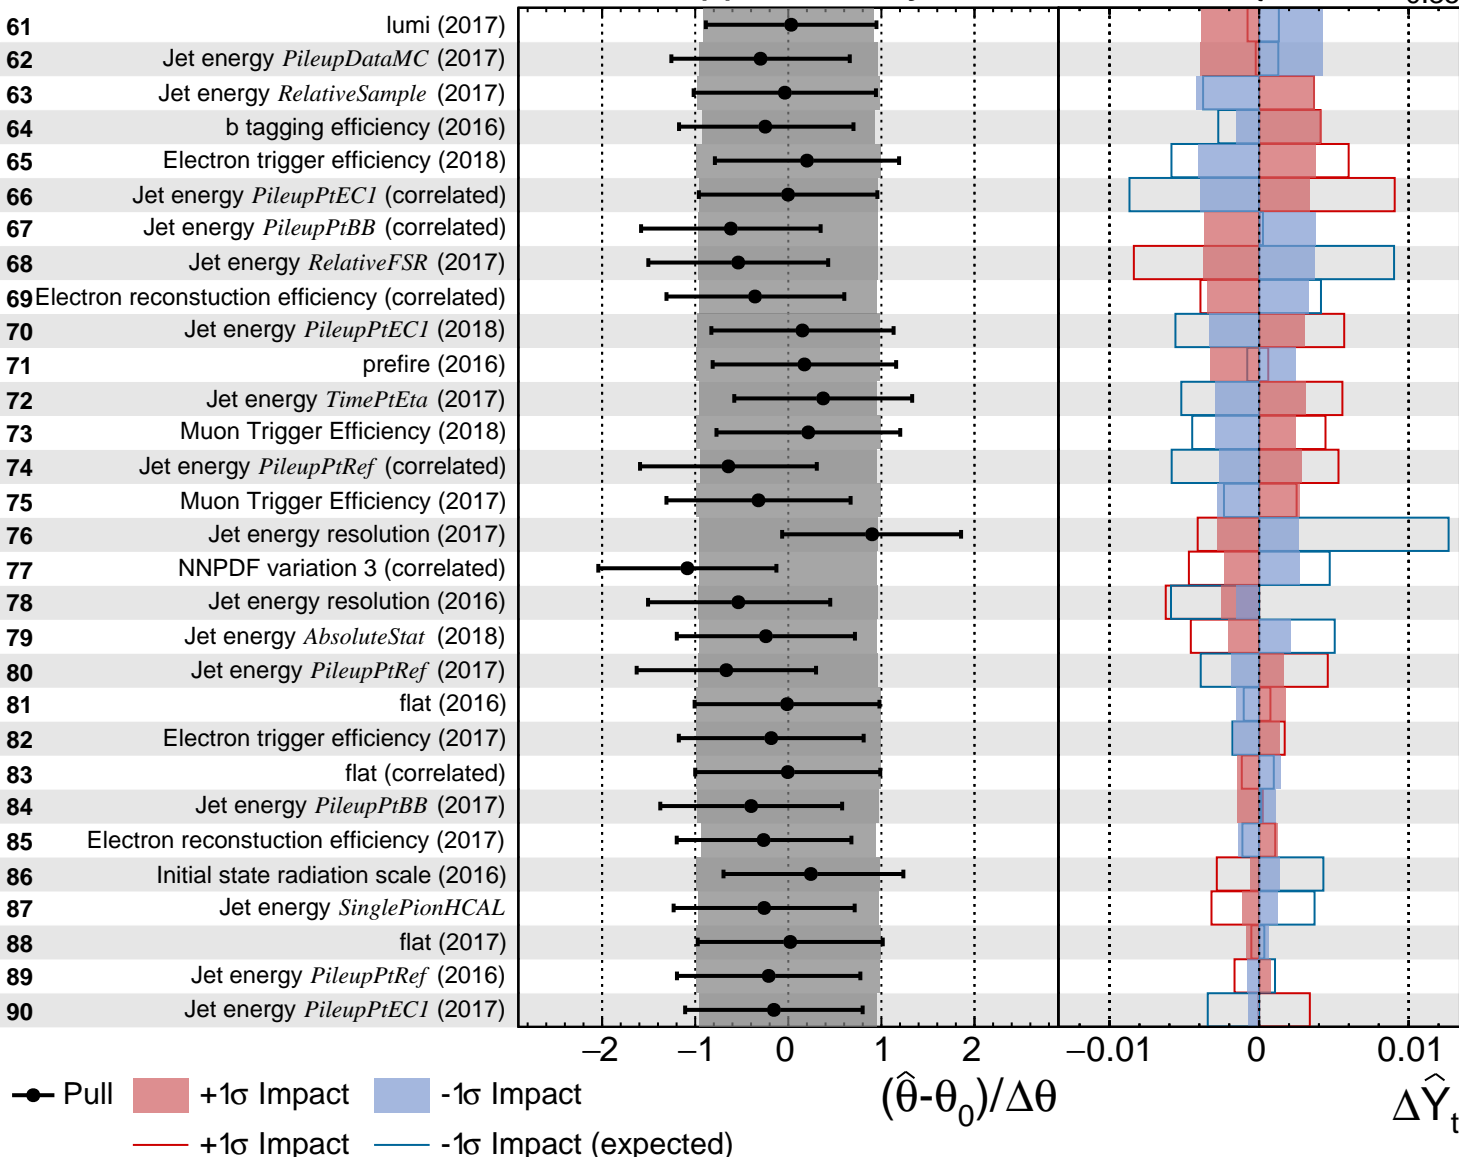 61 lumi (2017)
62 Jet energy PileupDataMC (2017)
63 Jet energy RelativeSample (2017)
64 b tagging efficiency (2016)
65 Electron trigger efficiency (2018)
66 Jet energy PileupPtEC1 (correlated)
67 Jet energy PileupPtBB (correlated)
68 Jet energy RelativeFSR (2017)
69 Electron reconstuction efficiency (correlated)
70 Jet energy PileupPtEC1 (2018)
71 prefire (2016)
72 Jet energy TimePtEta (2017)
73 Muon Trigger Efficiency (2018)
74 Jet energy PileupPtRef (correlated)
75 Muon Trigger Efficiency (2017)
76 Jet energy resolution (2017)
77 NNPDF variation 3 (correlated)
78 Jet energy resolution (2016)
79 Jet energy AbsoluteStat (2018)
80 Jet energy PileupPtRef (2017)
81 flat (2016)
82 Electron trigger efficiency (2017)
83 flat (correlated)
84 Jet energy PileupPtBB (2017)
85 Electron reconstuction efficiency (2017)
86 Initial state radiation scale (2016)
87 Jet energy SinglePionHCAL
88 flat (2017)
89 Jet energy PileupPtRef (2016)
90 Jet energy PileupPtEC1 (2017)
−2 −1 0 1 2 −0.01 0 0.01
Pull +1σ Impact -1σ Impact (θ̂-θ₀)/Δθ ΔŶₜ
+1σ Impact -1σ Impact (expected)